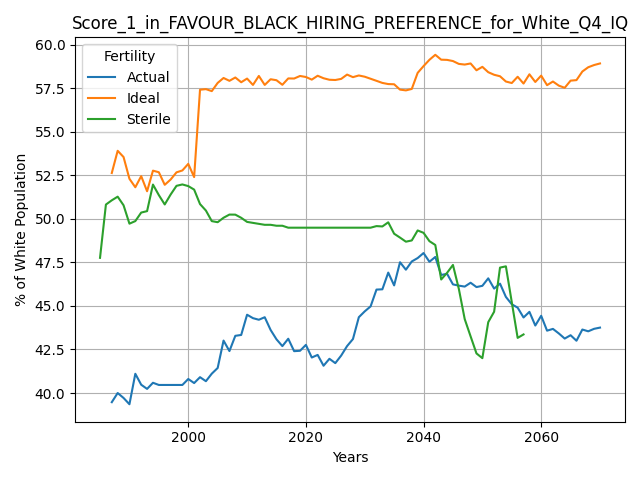 Score_1_in_FAVOUR_BLACK_HIRING_PREFERENCE_for_White_Q4_IQ
Fertility
Actual
Ideal
Sterile
60.0
57.5
55.0
52.5
50.0
47.5
45.0
42.5
40.0
% of White Population
2000 2020 2040 2060
Years